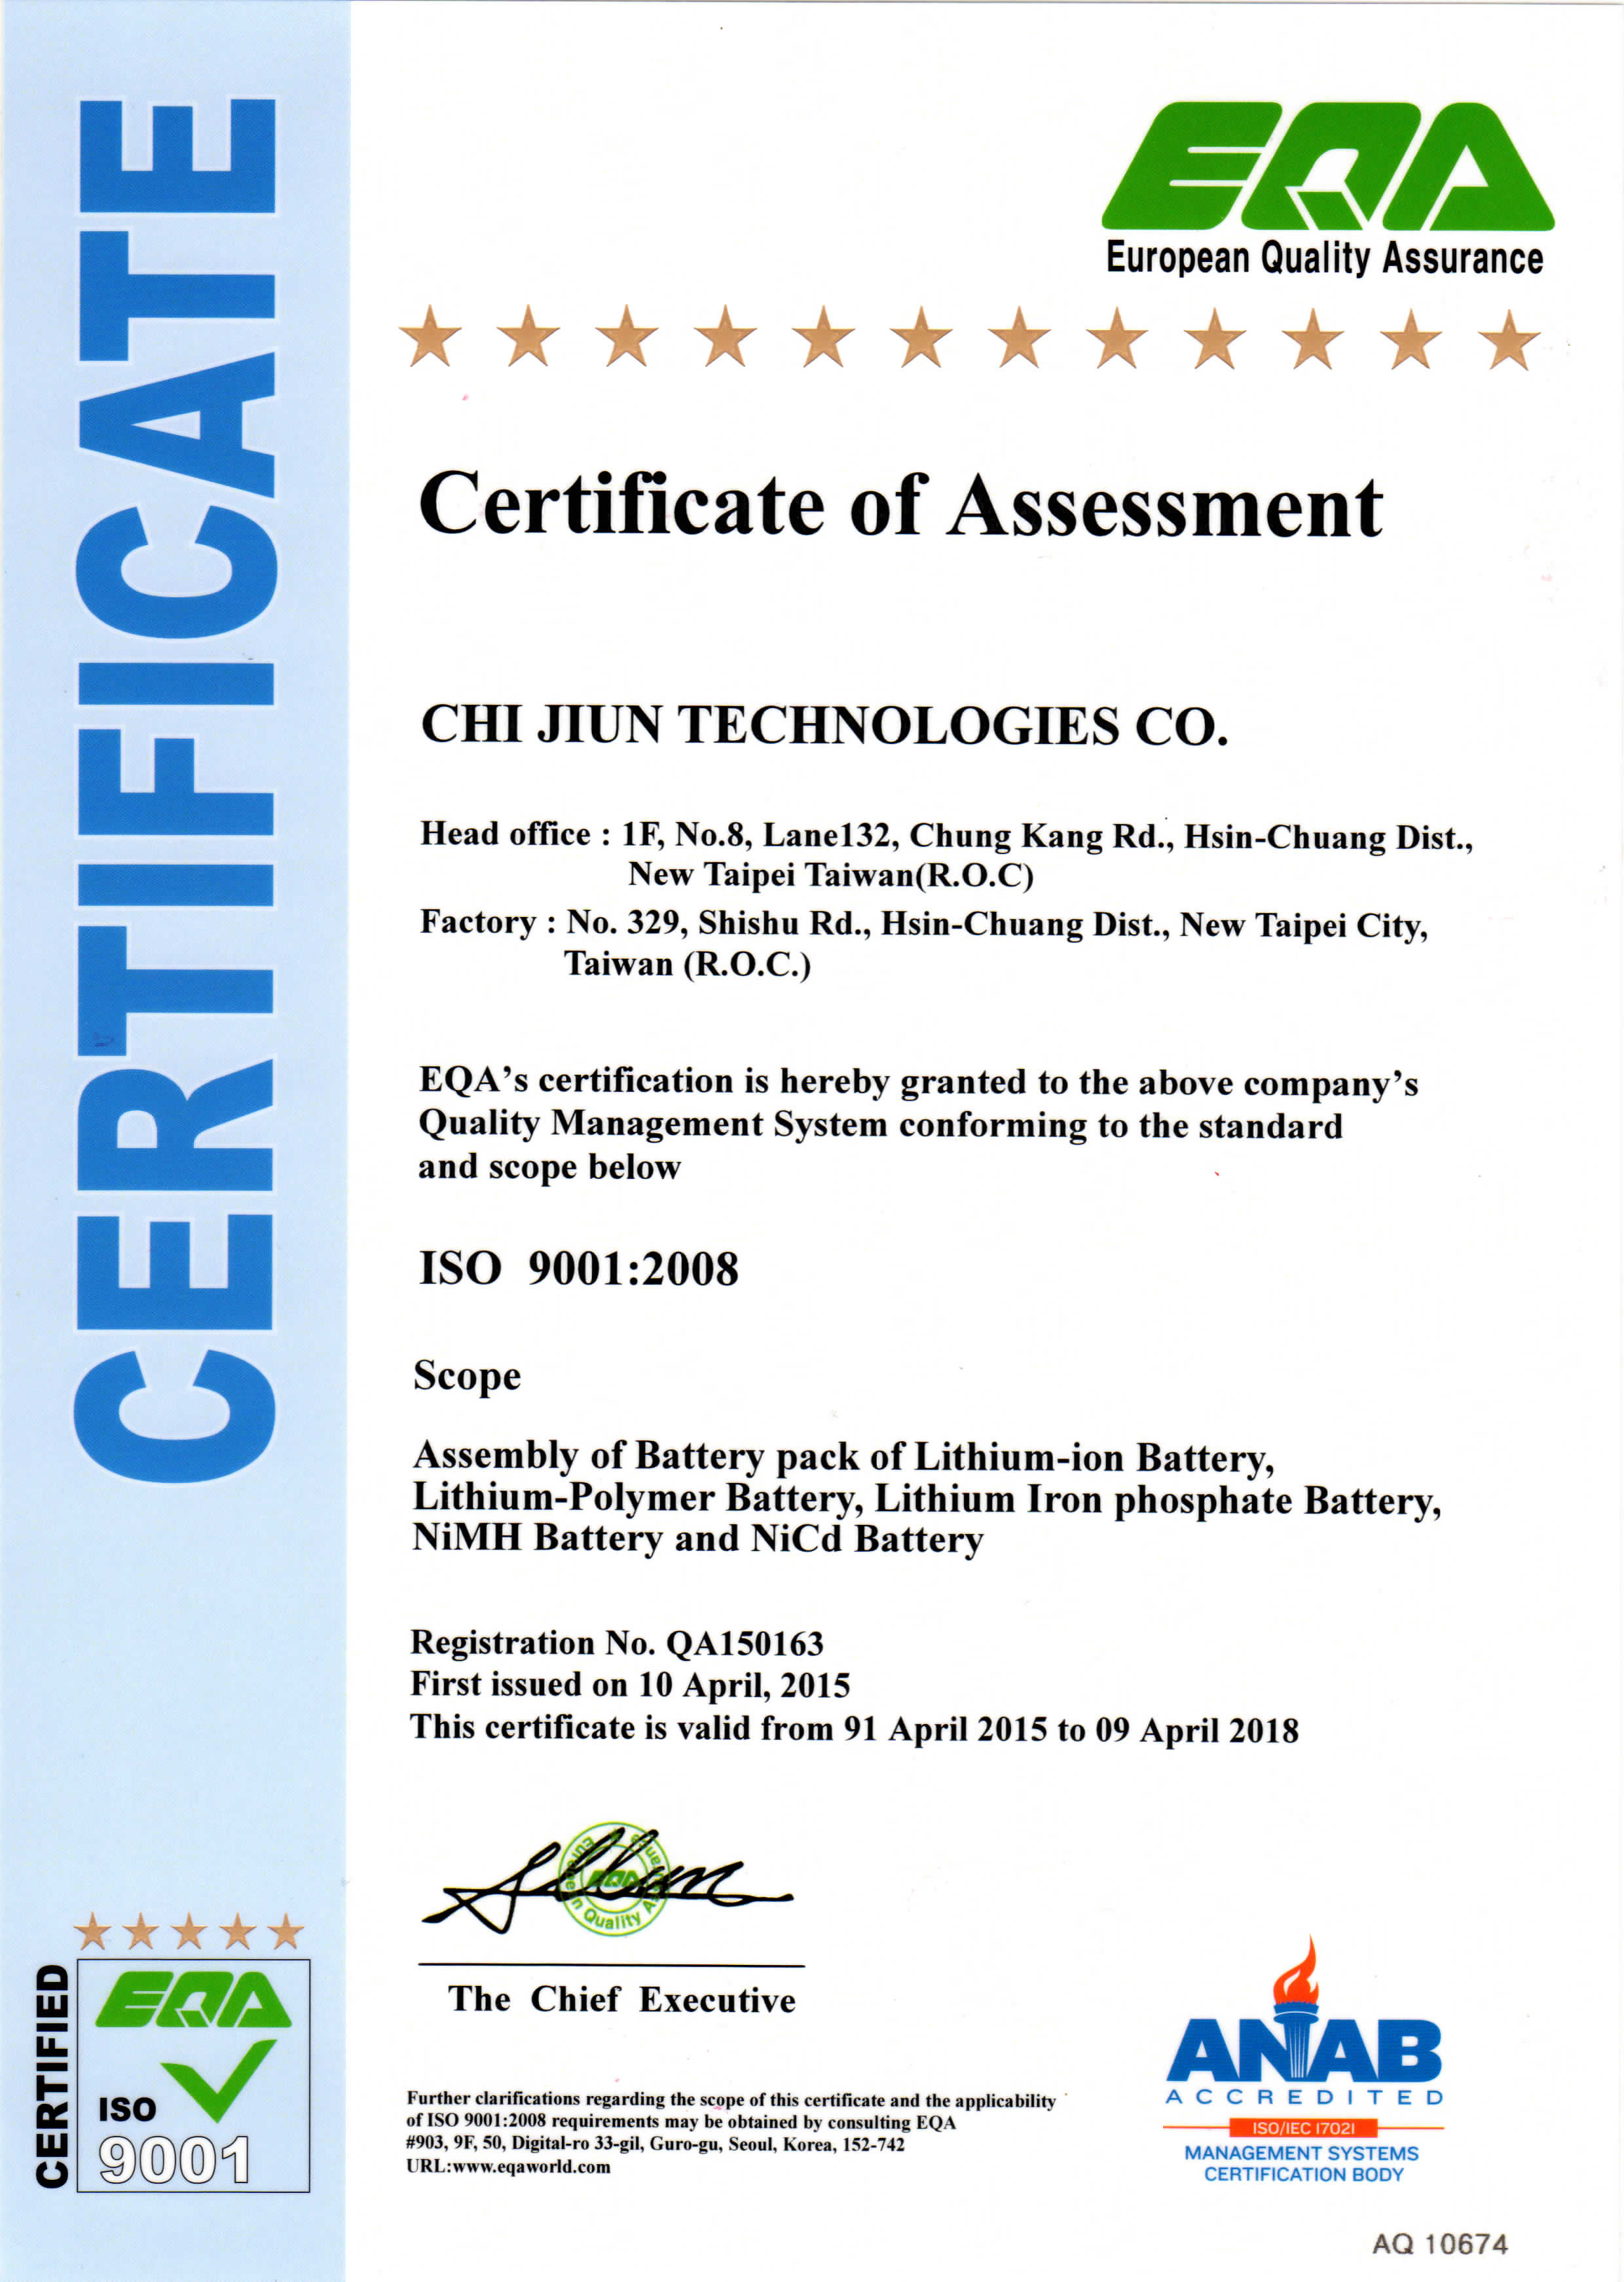 CERTIFICATE
EQA
European Quality Assurance
Certificate of Assessment
CHI JIUN TECHNOLOGIES CO.
Head office : 1F, No.8, Lane132, Chung Kang Rd., Hsin-Chuang Dist.,
New Taipei Taiwan(R.O.C)
Factory : No. 329, Shishu Rd., Hsin-Chuang Dist., New Taipei City,
Taiwan (R.O.C.)
EQA's certification is hereby granted to the above company's
Quality Management System conforming to the standard
and scope below
ISO 9001:2008
Scope
Assembly of Battery pack of Lithium-ion Battery,
Lithium-Polymer Battery, Lithium Iron phosphate Battery,
NiMH Battery and NiCd Battery
Registration No. QA150163
First issued on 10 April, 2015
This certificate is valid from 91 April 2015 to 09 April 2018
EQA
Quality
The Chief Executive
Further clarifications regarding the scope of this certificate and the applicability
of ISO 9001:2008 requirements may be obtained by consulting EQA
#903, 9F, 50, Digital-ro 33-gil, Guro-gu, Seoul, Korea, 152-742
URL:www.eqaworld.com
CERTIFIED
EQA
ISO
9001
ANAB
ACCREDITED
ISO/IEC 17021
MANAGEMENT SYSTEMS
CERTIFICATION BODY
AQ 10674